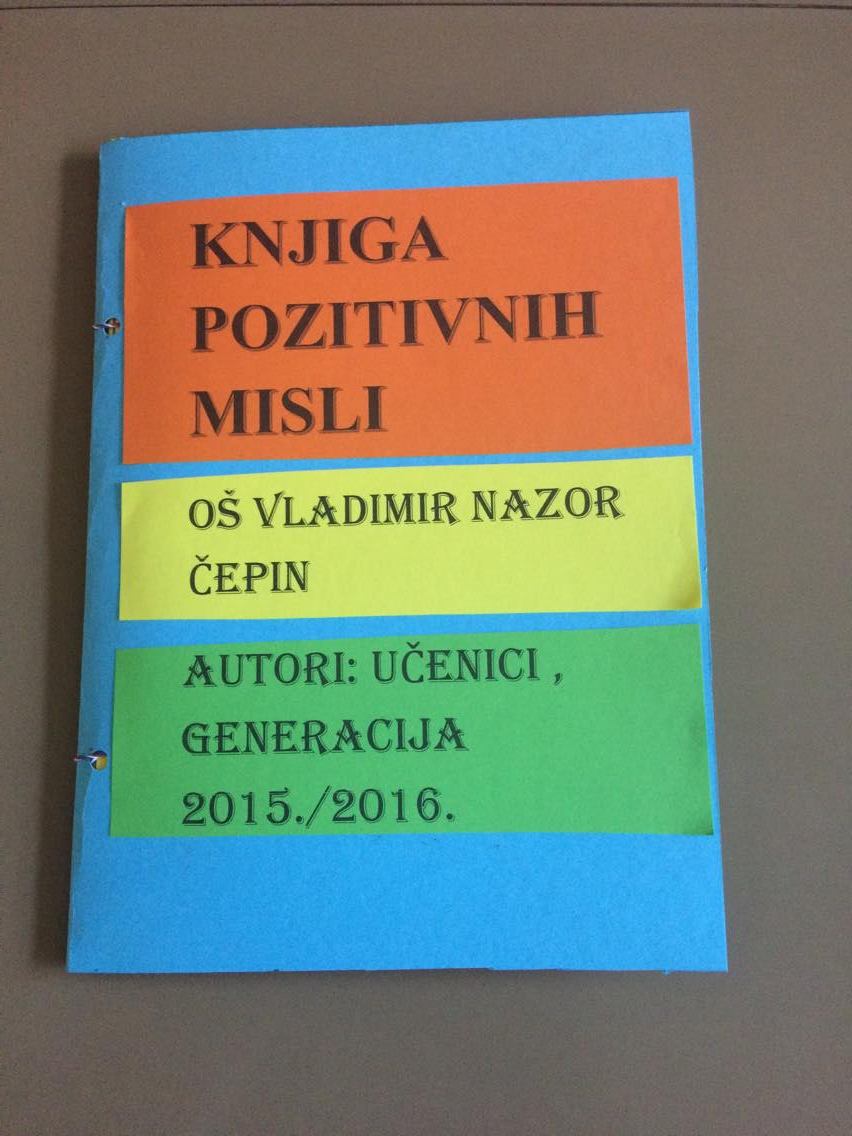 KNJIGA
POZITIVNIH
MISLI
OŠ VLADIMIR NAZOR
ČEPIN
AUTORI: UČENICI ,
GENERACIJA
2015./2016.